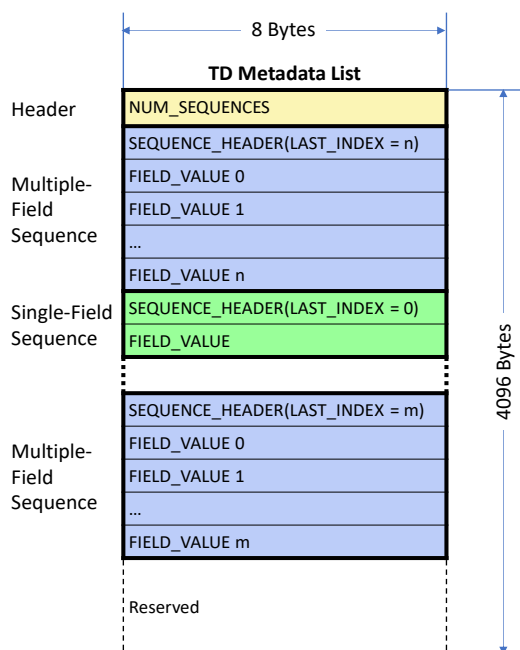 8 Bytes
TD Metadata List
Header
NUM_SEQUENCES
SEQUENCE_HEADER(LAST_INDEX = n)
Multiple-
Field
Sequence
FIELD_VALUE 0
FIELD_VALUE 1
...
FIELD_VALUE n
Single-Field
Sequence
SEQUENCE_HEADER(LAST_INDEX = 0)
FIELD_VALUE
4096 Bytes
SEQUENCE_HEADER(LAST_INDEX = m)
Multiple-
Field
Sequence
FIELD_VALUE 0
FIELD_VALUE 1
...
FIELD_VALUE m
Reserved